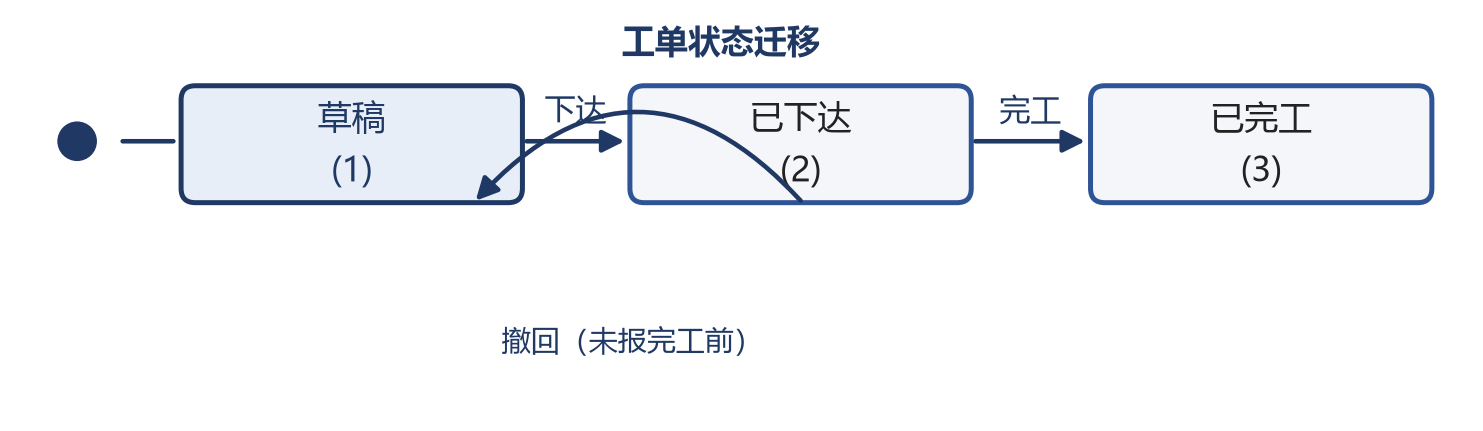 工单状态迁移
草稿
(1)
下达
已下达
(2)
完工
已完工
(3)
撤回（未报完工前）